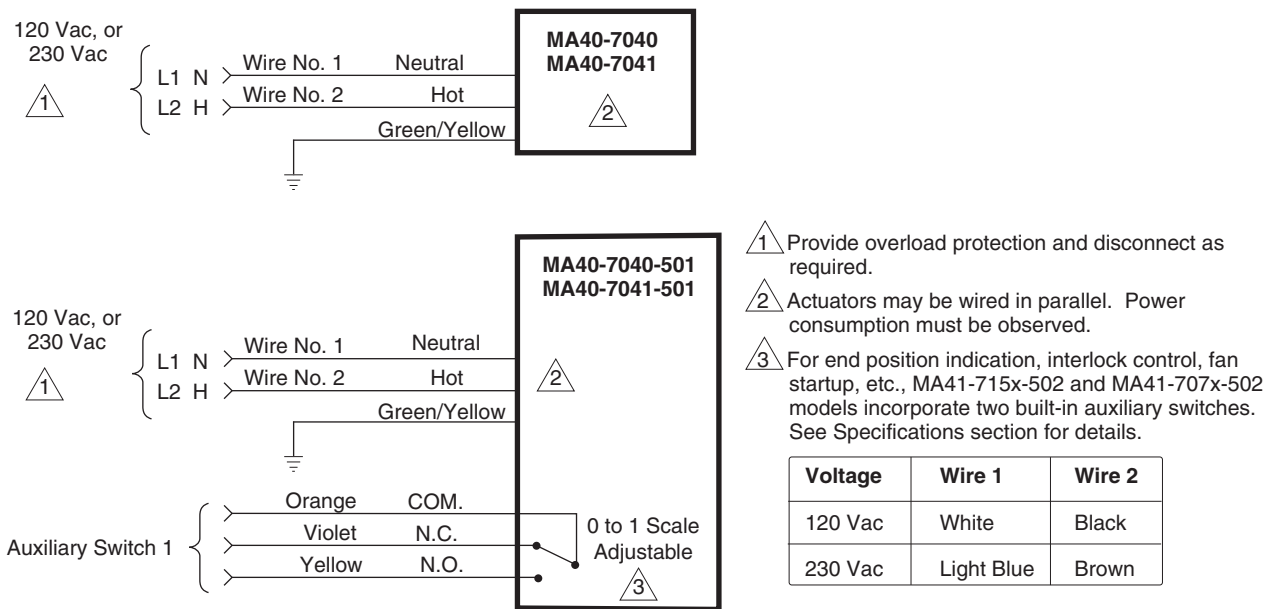 120 Vac, or
230 Vac
1
L1 N
L2 H
Wire No. 1 Neutral
Wire No. 2 Hot
Green/Yellow
MA40-7040
MA40-7041
2
120 Vac, or
230 Vac
1
L1 N
L2 H
Wire No. 1 Neutral
Wire No. 2 Hot
Green/Yellow
MA40-7040-501
MA40-7041-501
2
Auxiliary Switch 1
Orange COM.
Violet N.C.
Yellow N.O.
0 to 1 Scale
Adjustable
3
1 Provide overload protection and disconnect as
required.
2 Actuators may be wired in parallel. Power
consumption must be observed.
3 For end position indication, interlock control, fan
startup, etc., MA41-715x-502 and MA41-707x-502
models incorporate two built-in auxiliary switches.
See Specifications section for details.
Voltage Wire 1 Wire 2
120 Vac White Black
230 Vac Light Blue Brown